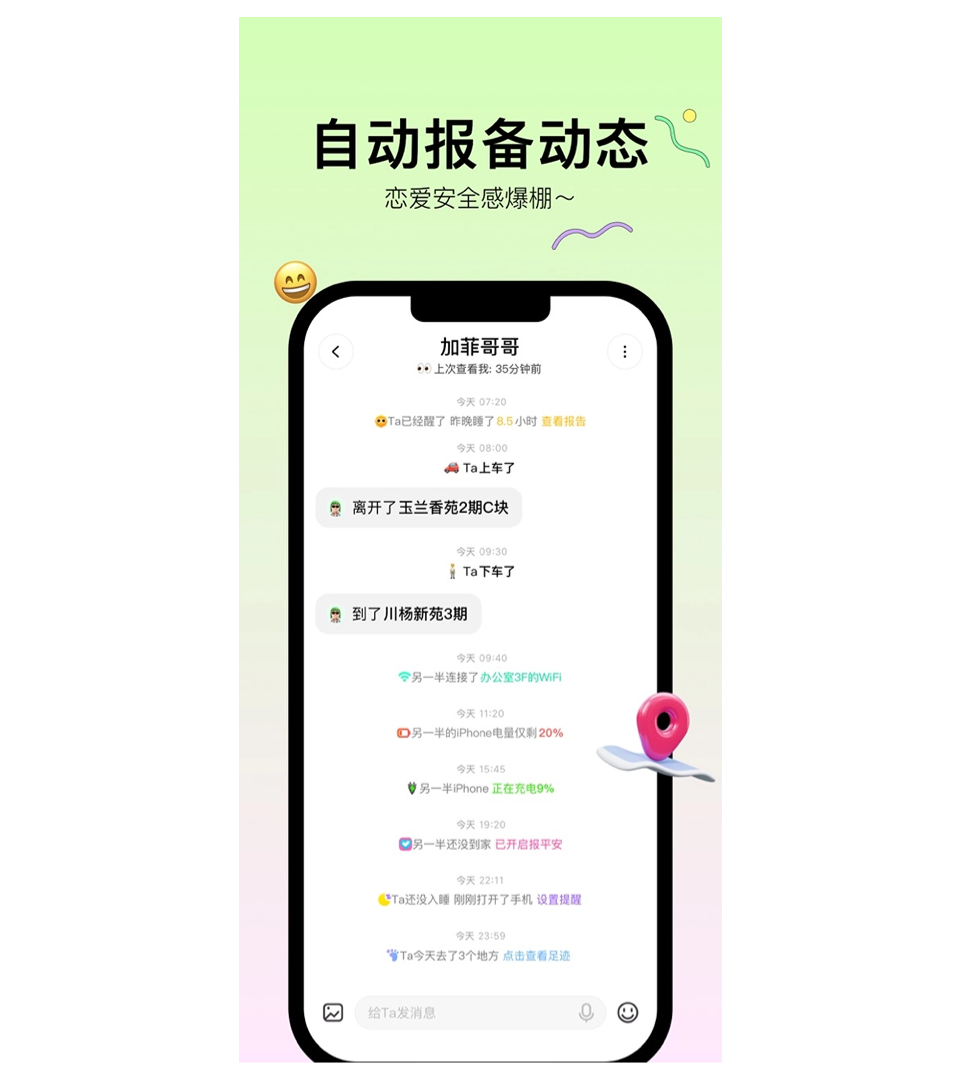 自动报备动态
恋爱安全感爆棚～
加菲哥哥
上次查看我: 35分钟前
今天 07:20
Ta已经醒了 昨晚睡了8.5小时 查看报告
今天 08:00
Ta上车了
离开了玉兰香苑2期C块
今天 09:30
Ta下车了
到了川杨新苑3期
今天 09:40
另一半连接了办公室3F的WiFi
今天 11:20
另一半的iPhone电量仅剩20%
今天 15:45
另一半iPhone 正在充电9%
今天 19:20
另一半还没到家 已开启报平安
今天 22:11
Ta还没入睡 刚刚打开了手机 设置提醒
今天 23:59
Ta今天去了3个地方 点击查看足迹
给Ta发消息